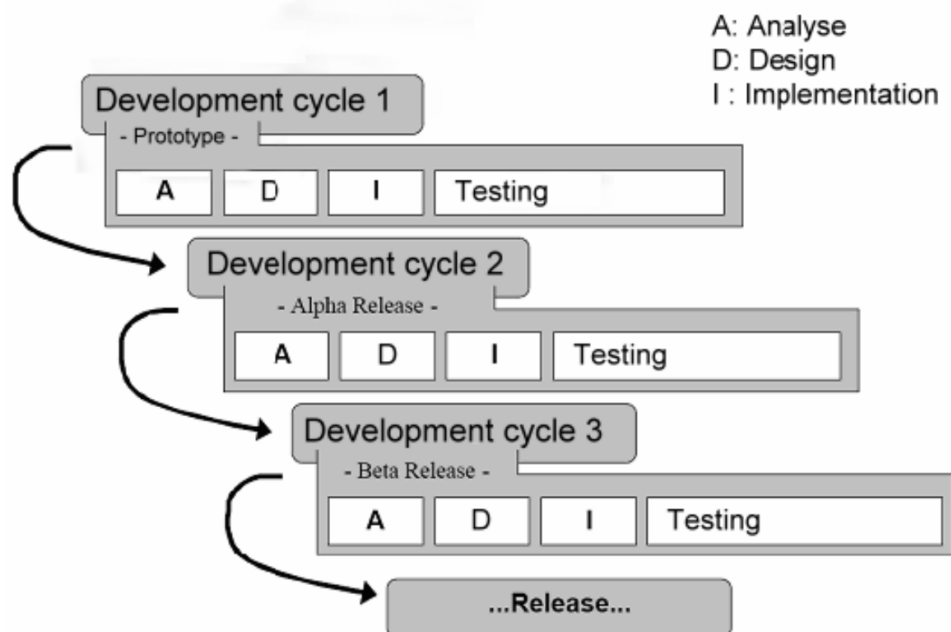 A: Analyse
D: Design
I : Implementation
Development cycle 1
- Prototype -
A D I Testing
Development cycle 2
- Alpha Release -
A D I Testing
Development cycle 3
- Beta Release -
A D I Testing
...Release...